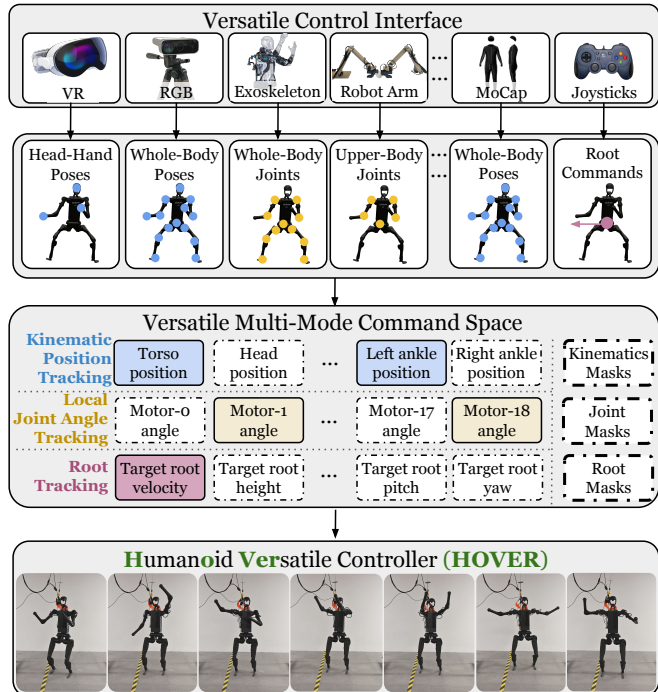 Versatile Control Interface
VR
RGB
Exoskeleton
Robot Arm
...
MoCap
Joysticks
Head-Hand
Poses
Whole-Body
Poses
Whole-Body
Joints
Upper-Body
Joints
...
Whole-Body
Poses
Root
Commands
Versatile Multi-Mode Command Space
Kinematic
Position
Tracking
Torso
position
Head
position
...
Left ankle
position
Right ankle
position
Kinematics
Masks
Local
Joint Angle
Tracking
Motor-0
angle
Motor-1
angle
...
Motor-17
angle
Motor-18
angle
Joint
Masks
Root
Tracking
Target root
velocity
Target root
height
...
Target root
pitch
Target root
yaw
Root
Masks
Humanoid Versatile Controller (HOVER)